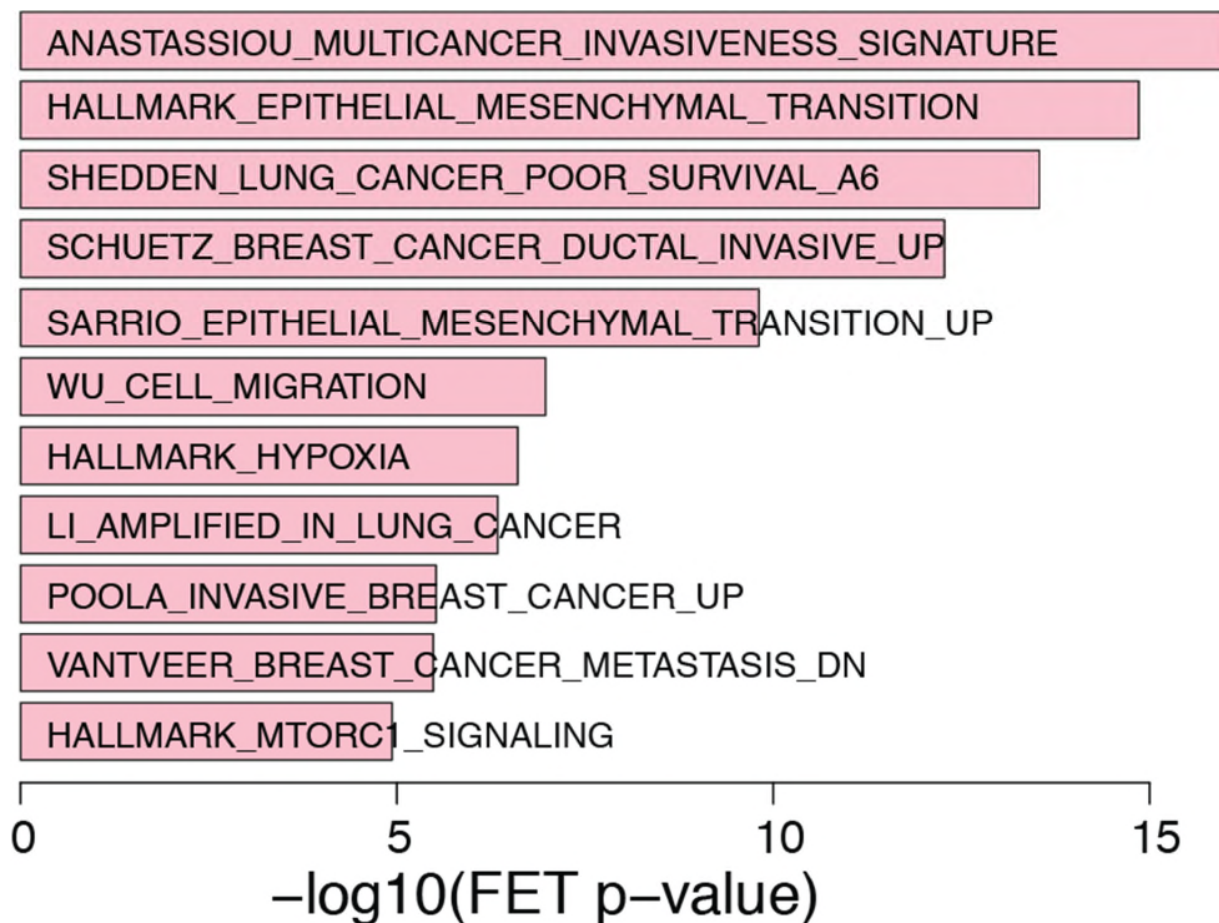 ANASTASSIOU_MULTICANCER_INVASIVENESS_SIGNATURE
HALLMARK_EPITHELIAL_MESENCHYMAL_TRANSITION
SHEDDEN_LUNG_CANCER_POOR_SURVIVAL_A6
SCHUETZ_BREAST_CANCER_DUCTAL_INVASIVE_UP
SARRIO_EPITHELIAL_MESENCHYMAL_TRANSITION_UP
WU_CELL_MIGRATION
HALLMARK_HYPOXIA
LI_AMPLIFIED_IN_LUNG_CANCER
POOLA_INVASIVE_BREAST_CANCER_UP
VANTVEER_BREAST_CANCER_METASTASIS_DN
HALLMARK_MTORC1_SIGNALING
0 5 10 15
−log10(FET p−value)